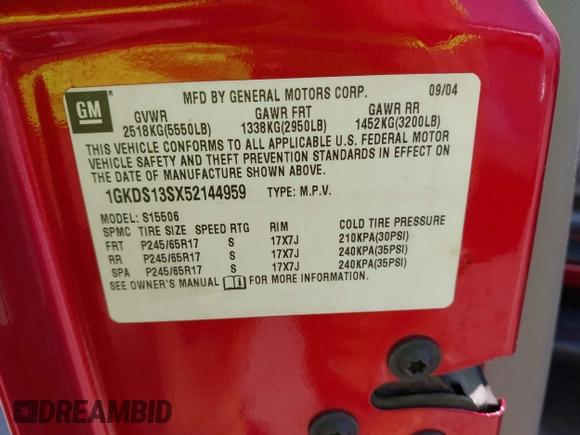 MFD BY GENERAL MOTORS CORP. 09/04
GM
GVWR GAWR FRT GAWR RR
2518KG(5550LB) 1338KG(2950LB) 1452KG(3200LB)
THIS VEHICLE CONFORMS TO ALL APPLICABLE U.S. FEDERAL MOTOR
VEHICLE SAFETY AND THEFT PREVENTION STANDARDS IN EFFECT ON
THE DATE OF MANUFACTURE SHOWN ABOVE.
1GKDS13SX52144959 TYPE: M.P.V.
MODEL: S15506
SPMC TIRE SIZE SPEED RTG RIM COLD TIRE PRESSURE
FRT P245/65R17 S 17X7J 210KPA(30PSI)
RR P245/65R17 S 17X7J 240KPA(35PSI)
SPA P245/65R17 S 17X7J 240KPA(35PSI)
SEE OWNER'S MANUAL FOR MORE INFORMATION.
DREAMBID